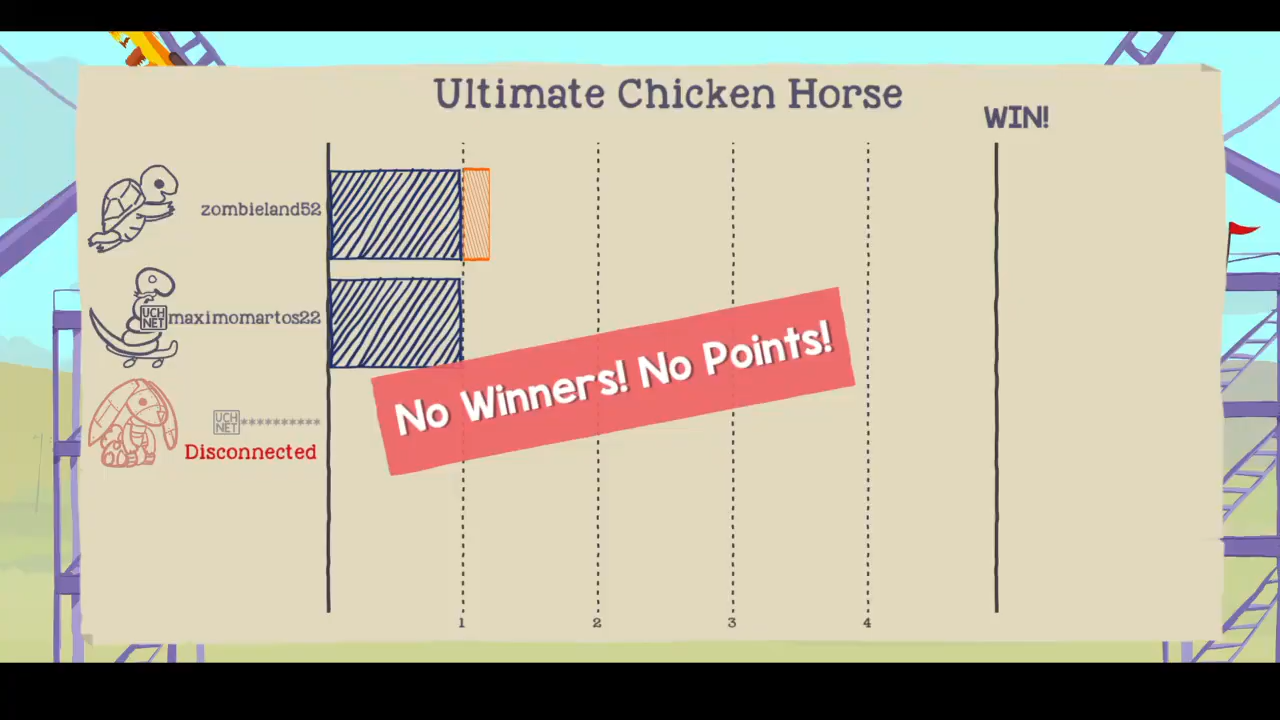 Ultimate Chicken Horse
WIN!
zombieland52
UCH
NET
maximomartos22
No Winners! No Points!
UCH
NET
**********
Disconnected
1
2
3
4